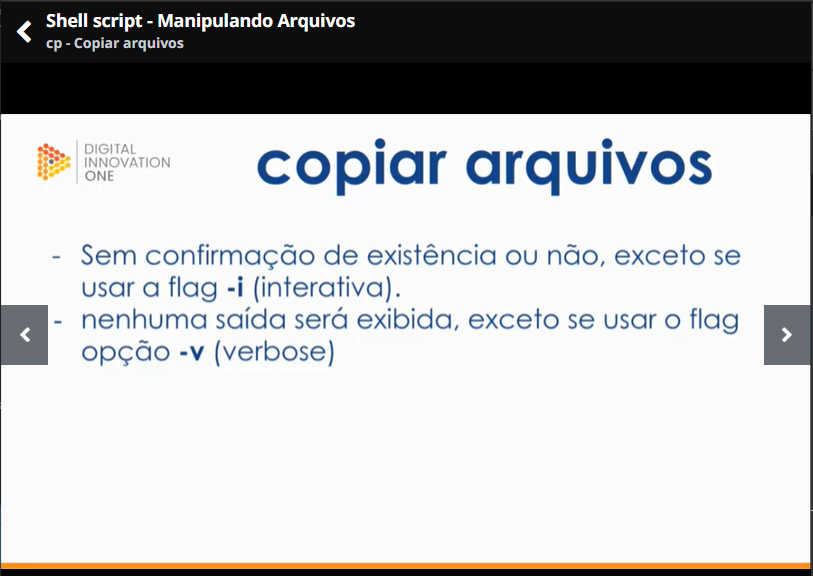 Shell script - Manipulando Arquivos
cp - Copiar arquivos
DIGITAL
INNOVATION
ONE
copiar arquivos
- Sem confirmação de existência ou não, exceto se
usar a flag -i (interativa).
- nenhuma saída será exibida, exceto se usar o flag
opção -v (verbose)